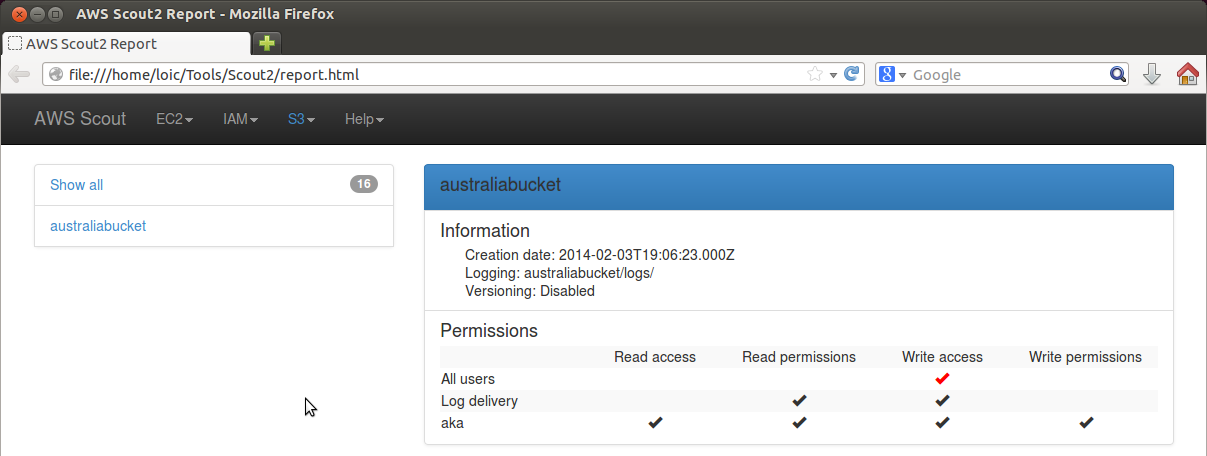 AWS Scout2 Report - Mozilla Firefox
AWS Scout2 Report
file:///home/loic/Tools/Scout2/report.html
Google
AWS Scout EC2 IAM S3 Help
Show all 16
australiabucket
australiabucket
Information
Creation date: 2014-02-03T19:06:23.000Z
Logging: australiabucket/logs/
Versioning: Disabled
Permissions
Read access Read permissions Write access Write permissions
All users
Log delivery
aka